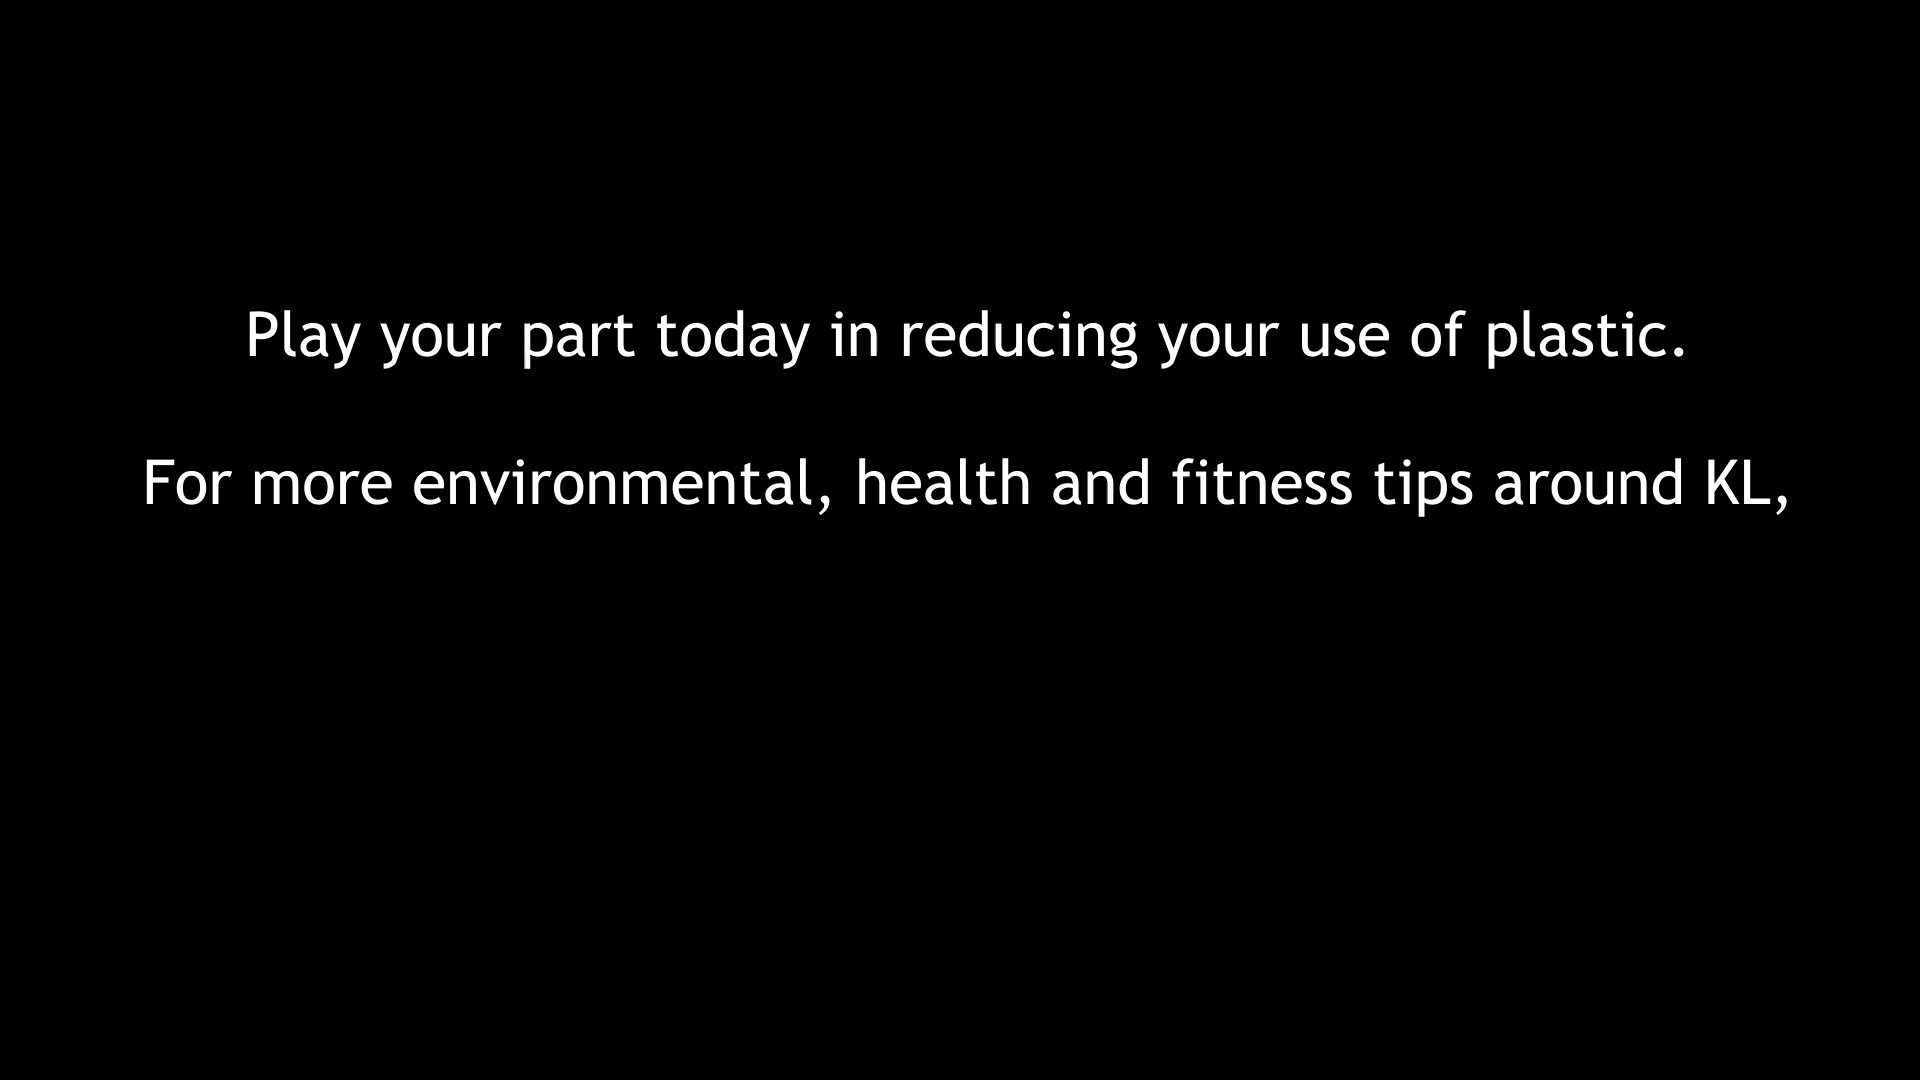 Play your part today in reducing your use of plastic.
For more environmental, health and fitness tips around KL,